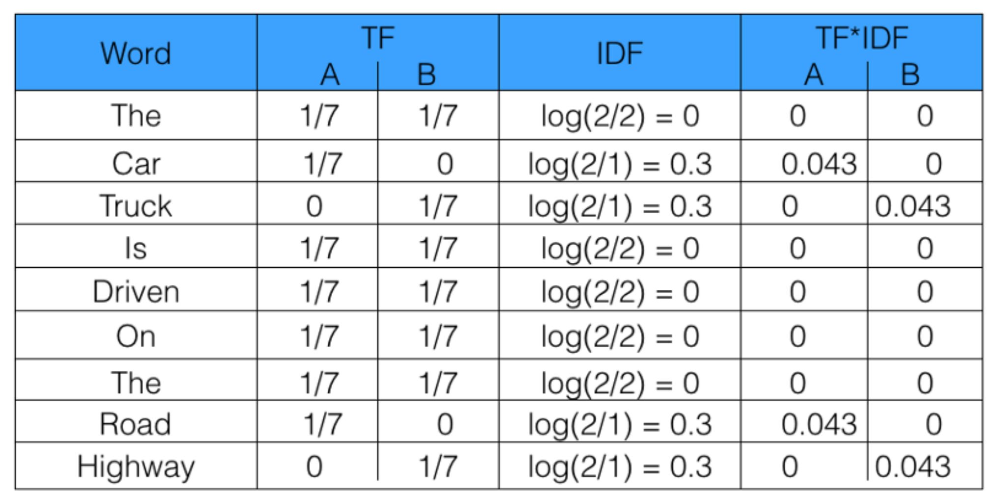 Word TF IDF TF*IDF
A B A B
The 1/7 1/7 log(2/2) = 0 0 0
Car 1/7 0 log(2/1) = 0.3 0.043 0
Truck 0 1/7 log(2/1) = 0.3 0 0.043
Is 1/7 1/7 log(2/2) = 0 0 0
Driven 1/7 1/7 log(2/2) = 0 0 0
On 1/7 1/7 log(2/2) = 0 0 0
The 1/7 1/7 log(2/2) = 0 0 0
Road 1/7 0 log(2/1) = 0.3 0.043 0
Highway 0 1/7 log(2/1) = 0.3 0 0.043